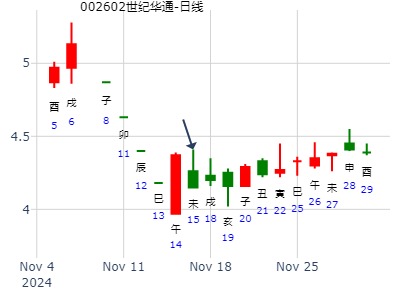 002602世纪华通-日线
5
4.5
4
酉
5
戌
6
子
8
卯
11
辰
12
巳
13
午
14
未
15
戌
18
亥
19
子
20
丑
21
寅
22
巳
25
午
26
未
27
申
28
酉
29
Nov 4
2024
Nov 11
Nov 18
Nov 25